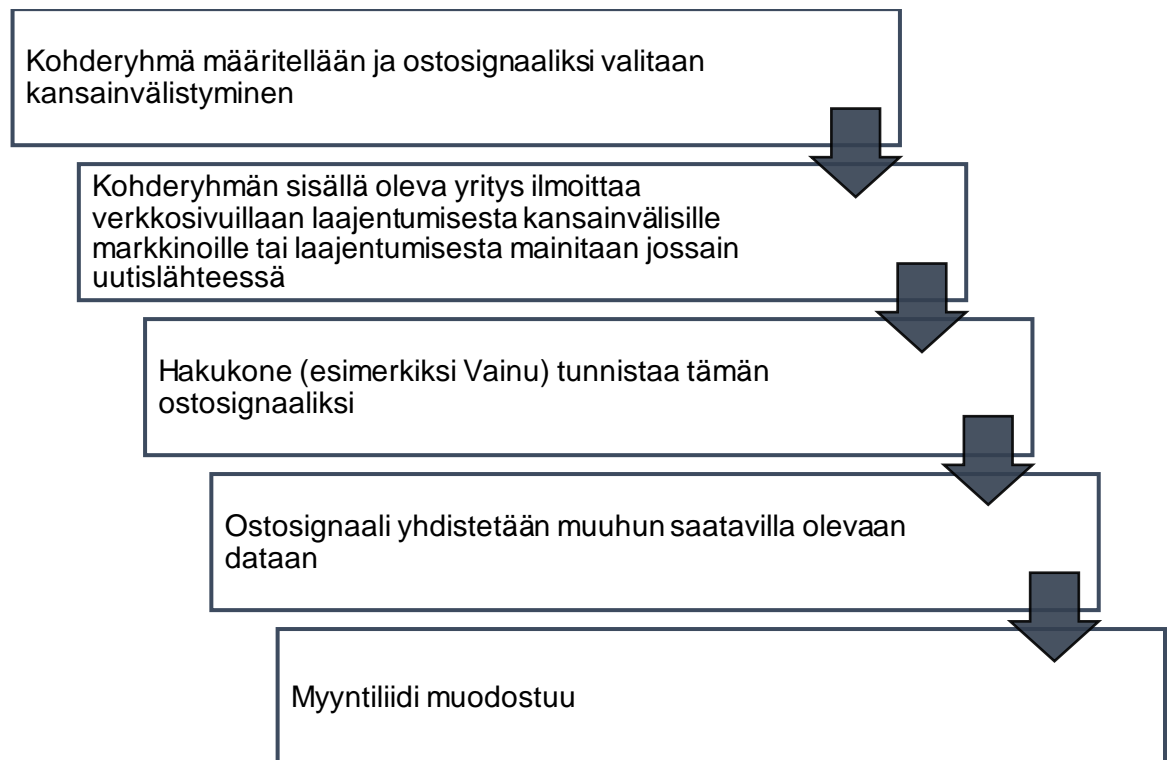 Kohderyhmä määritellään ja ostosignaaliksi valitaan
kansainvälistyminen
Kohderyhmän sisällä oleva yritys ilmoittaa
verkkosivuillaan laajentumisesta kansainvälisille
markkinoille tai laajentumisesta mainitaan jossain
uutislähteessä
Hakukone (esimerkiksi Vainu) tunnistaa tämän
ostosignaaliksi
Ostosignaali yhdistetään muuhun saatavilla olevaan
dataan
Myyntiliidi muodostuu